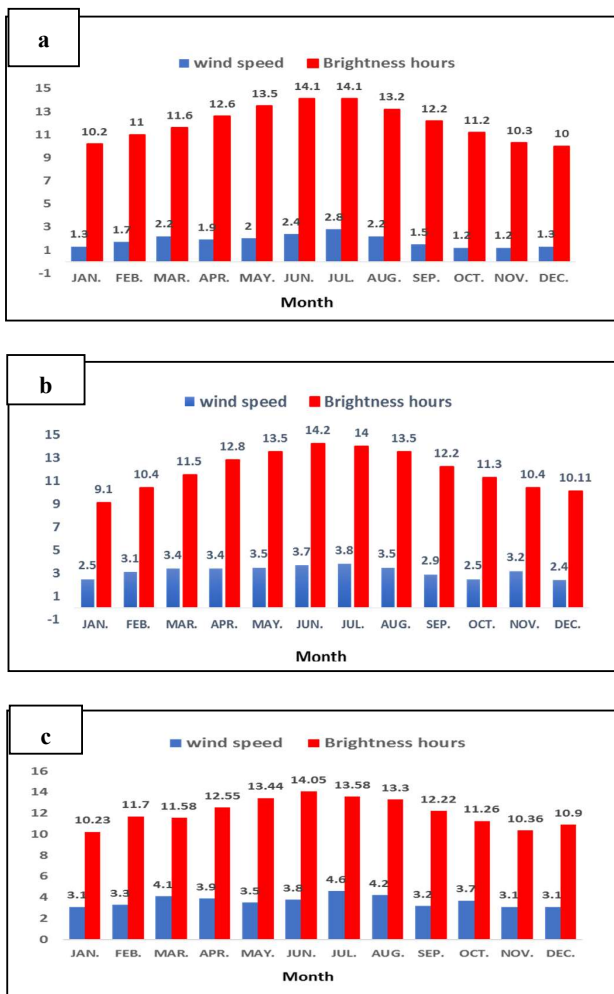 a
wind speed Brightness hours
15
13
11
9
7
5
3
1
-1
10.2 11 11.6 12.6 13.5 14.1 14.1 13.2 12.2 11.2 10.3 10
1.3 1.7 2.2 1.9 2 2.4 2.8 2.2 1.5 1.2 1.2 1.3
JAN. FEB. MAR. APR. MAY. JUN. JUL. AUG. SEP. OCT. NOV. DEC.
Month
b
wind speed Brightness hours
15
13
11
9
7
5
3
1
-1
9.1 10.4 11.5 12.8 13.5 14.2 14 13.5 12.2 11.3 10.4 10.11
2.5 3.1 3.4 3.4 3.5 3.7 3.8 3.5 2.9 2.5 3.2 2.4
JAN. FEB. MAR. APR. MAY. JUN. JUL. AUG. SEP. OCT. NOV. DEC.
Month
c
wind speed Brightness hours
16
14
12
10
8
6
4
2
0
10.23 11.7 11.58 12.55 13.44 14.05 13.58 13.3 12.22 11.26 10.36 10.9
3.1 3.3 4.1 3.9 3.5 3.8 4.6 4.2 3.2 3.7 3.1 3.1
JAN. FEB. MAR. APR. MAY. JUN. JUL. AUG. SEP. OCT. NOV. DEC.
Month